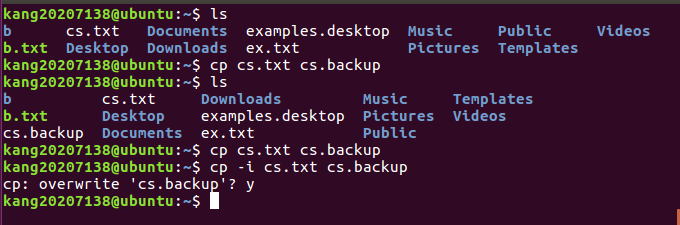 kang20207138@ubuntu:~$ ls
b       cs.txt   Documents  examples.desktop  Music     Public     Videos
b.txt  Desktop  Downloads  ex.txt            Pictures  Templates
kang20207138@ubuntu:~$ cp cs.txt cs.backup
kang20207138@ubuntu:~$ ls
b          cs.txt     Downloads         Music     Templates
b.txt      Desktop    examples.desktop  Pictures  Videos
cs.backup  Documents  ex.txt            Public
kang20207138@ubuntu:~$ cp cs.txt cs.backup
kang20207138@ubuntu:~$ cp -i cs.txt cs.backup
cp: overwrite 'cs.backup'? y
kang20207138@ubuntu:~$